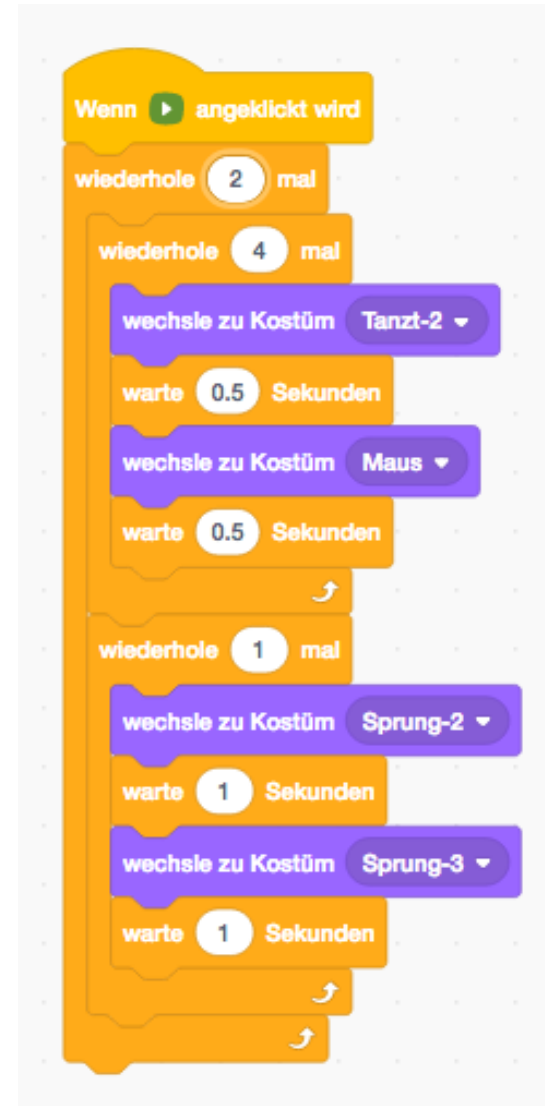 Wenn angeklickt wird
wiederhole 2 mal
wiederhole 4 mal
wechsle zu Kostüm Tanzt-2
warte 0.5 Sekunden
wechsle zu Kostüm Maus
warte 0.5 Sekunden
wiederhole 1 mal
wechsle zu Kostüm Sprung-2
warte 1 Sekunden
wechsle zu Kostüm Sprung-3
warte 1 Sekunden